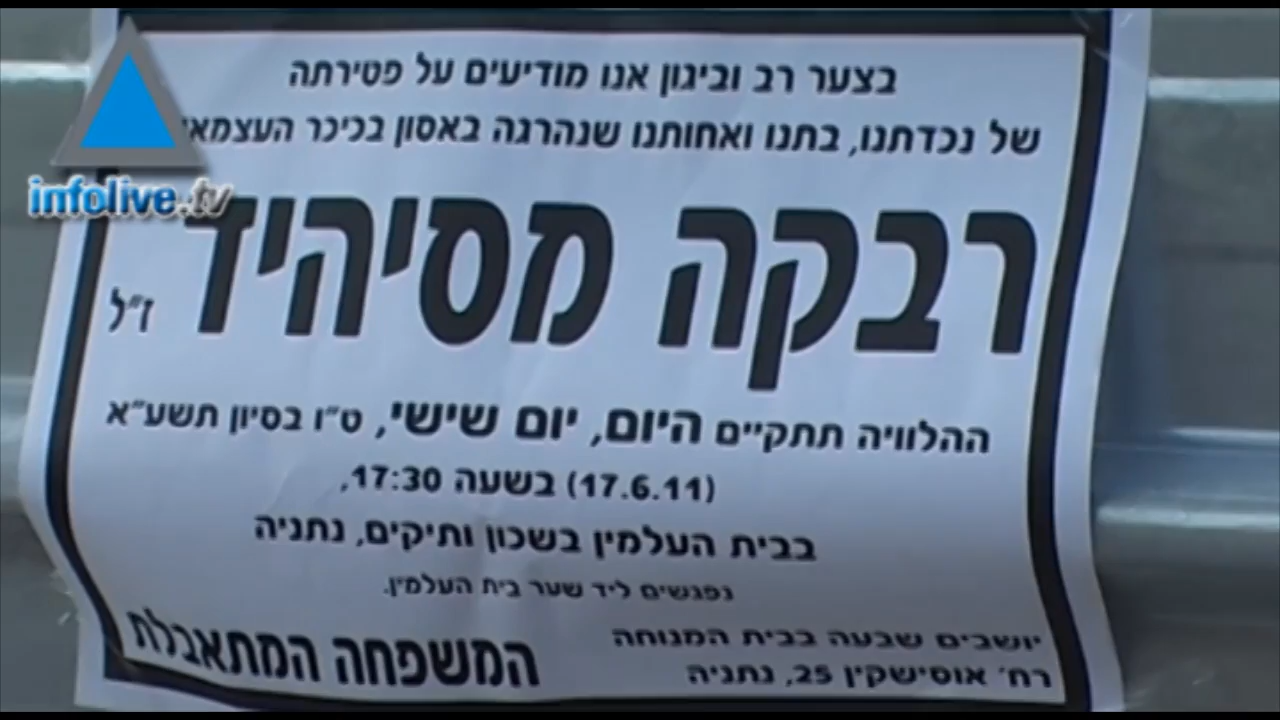 בצער רב וביגון אנו מודיעים על פטירתה
של נכדתנו, בתנו ואחותנו שנהרגה באסון בכיכר
רבקה מסיהיד ז״ל
ההלוויה תתקיים היום, יום שישי, ט״ו בסיון תשע״א
(17.6.11) בשעה 17:30,
בבית העלמין בשכון ותיקים, נתניה
נפגשים ליד שער בית העלמין.
יושבים שבעה בבית המנוחה
רח׳ אוסישקין 25, נתניה
המשפחה המתאבלת
infolive.tv